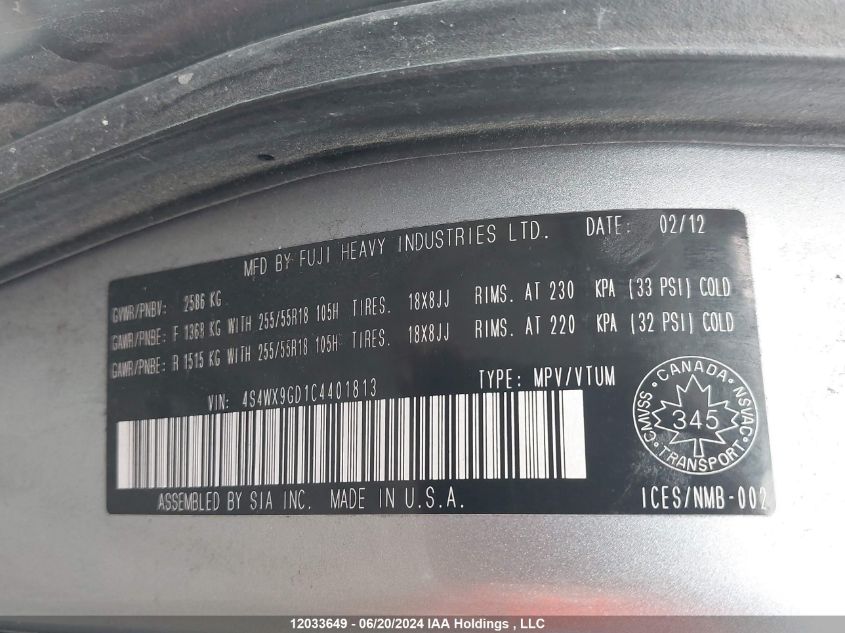 MFD BY FUJI HEAVY INDUSTRIES LTD. DATE: 02/12
GVWR/PNBV: 2586 KG
GAWR/PNBE: F 1368 KG WITH 255/55R18 105H TIRES. 18X8JJ RIMS. AT 230 KPA (33 PSI) COLD
GAWR/PNBE: R 1515 KG WITH 255/55R18 105H TIRES. 18X8JJ RIMS. AT 220 KPA (32 PSI) COLD
VIN: 4S4WX9GD1C4401813 TYPE: MPV/VTUM
CANADA
CMVSS 345 NSVAC
TRANSPORT
ASSEMBLED BY SIA INC. MADE IN U.S.A. ICES/NMB-002
12033649 - 06/20/2024 IAA Holdings , LLC